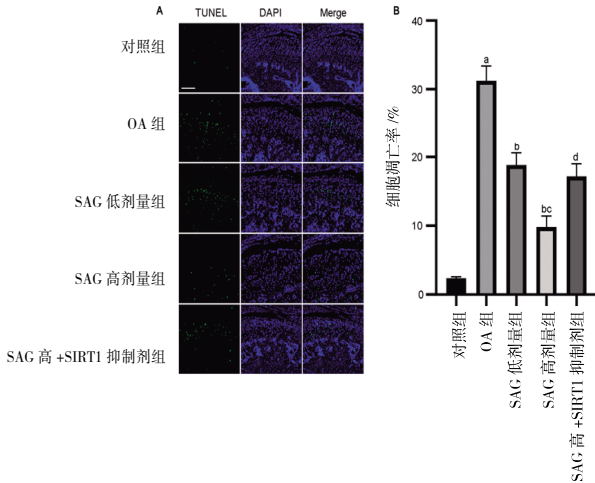 A TUNEL DAPI Merge
对照组
OA 组
SAG 低剂量组
SAG 高剂量组
SAG 高 +SIRT1 抑制剂组
B
细胞凋亡率 /%
40
30
20
10
0
a
b
bc
d
对照组
OA 组
SAG 低剂量组
SAG 高剂量组
SAG 高 +SIRT1 抑制剂组